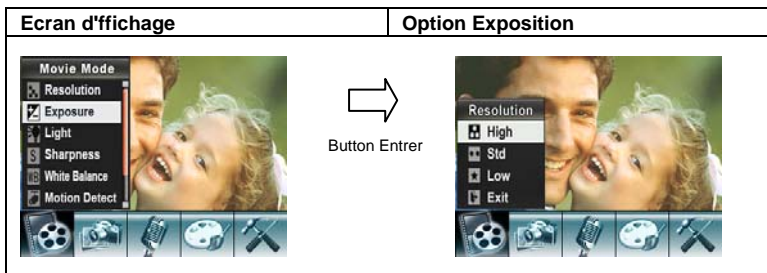 Ecran d'ffichage
Option Exposition
Movie Mode
Resolution
Exposure
Light
S Sharpness
WB White Balance
Motion Detect
Button Entrer
Resolution
High
Std
Low
Exit